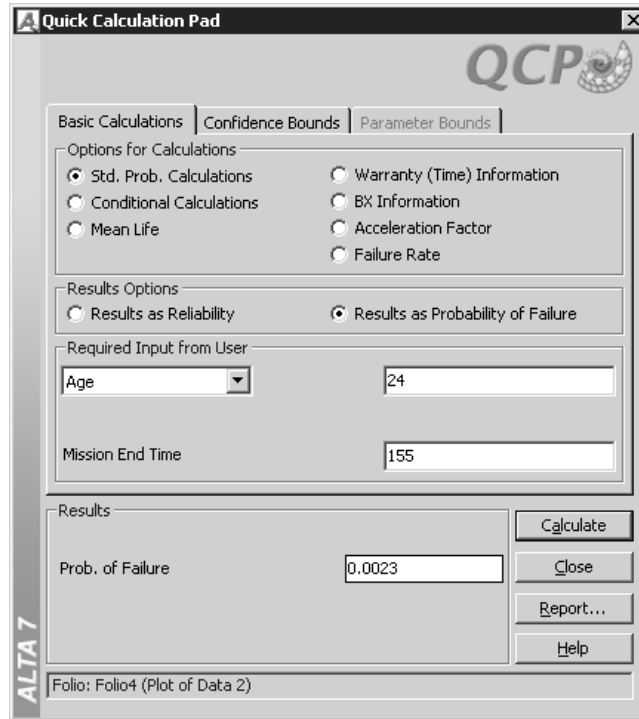 Quick Calculation Pad
QCP
Basic Calculations
Confidence Bounds
Parameter Bounds
Options for Calculations
Std. Prob. Calculations
Warranty (Time) Information
Conditional Calculations
BX Information
Mean Life
Acceleration Factor
Failure Rate
Results Options
Results as Reliability
Results as Probability of Failure
Required Input from User
Age
24
Mission End Time
155
Results
Calculate
Prob. of Failure
0.0023
Close
Report...
Help
ALTA 7
Folio: Folio4 (Plot of Data 2)